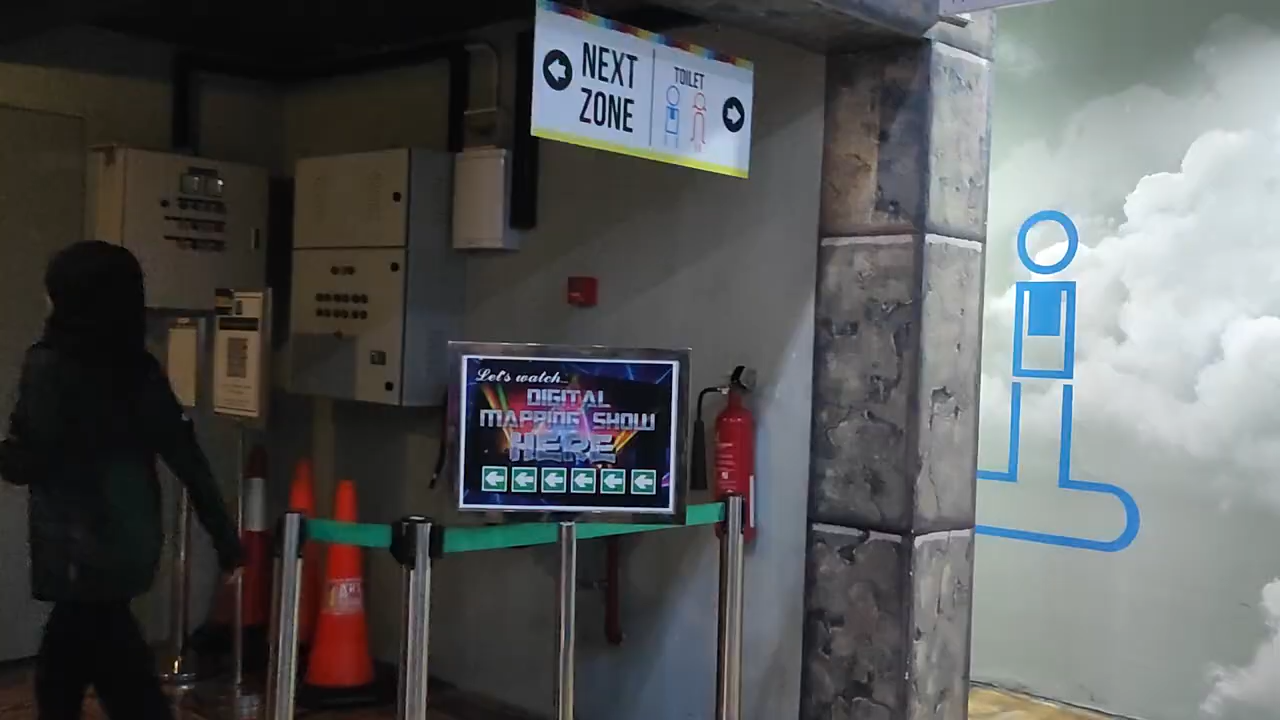 NEXT
ZONE
TOILET
Let's watch...
DIGITAL
MAPPING SHOW
HERE